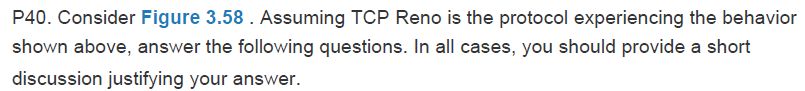 P40. Consider Figure 3.58 . Assuming TCP Reno is the protocol experiencing the behavior
shown above, answer the following questions. In all cases, you should provide a short
discussion justifying your answer.